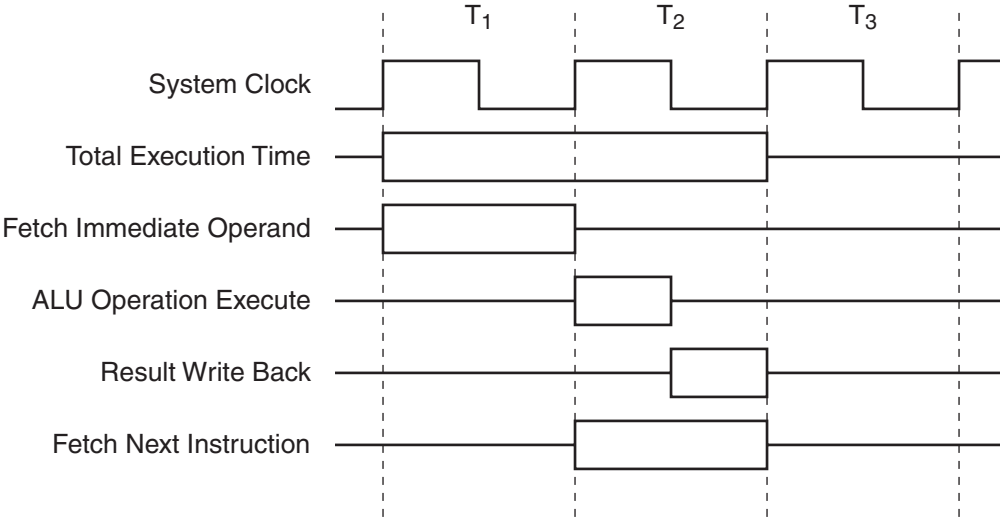 T1 T2 T3
System Clock
Total Execution Time
Fetch Immediate Operand
ALU Operation Execute
Result Write Back
Fetch Next Instruction